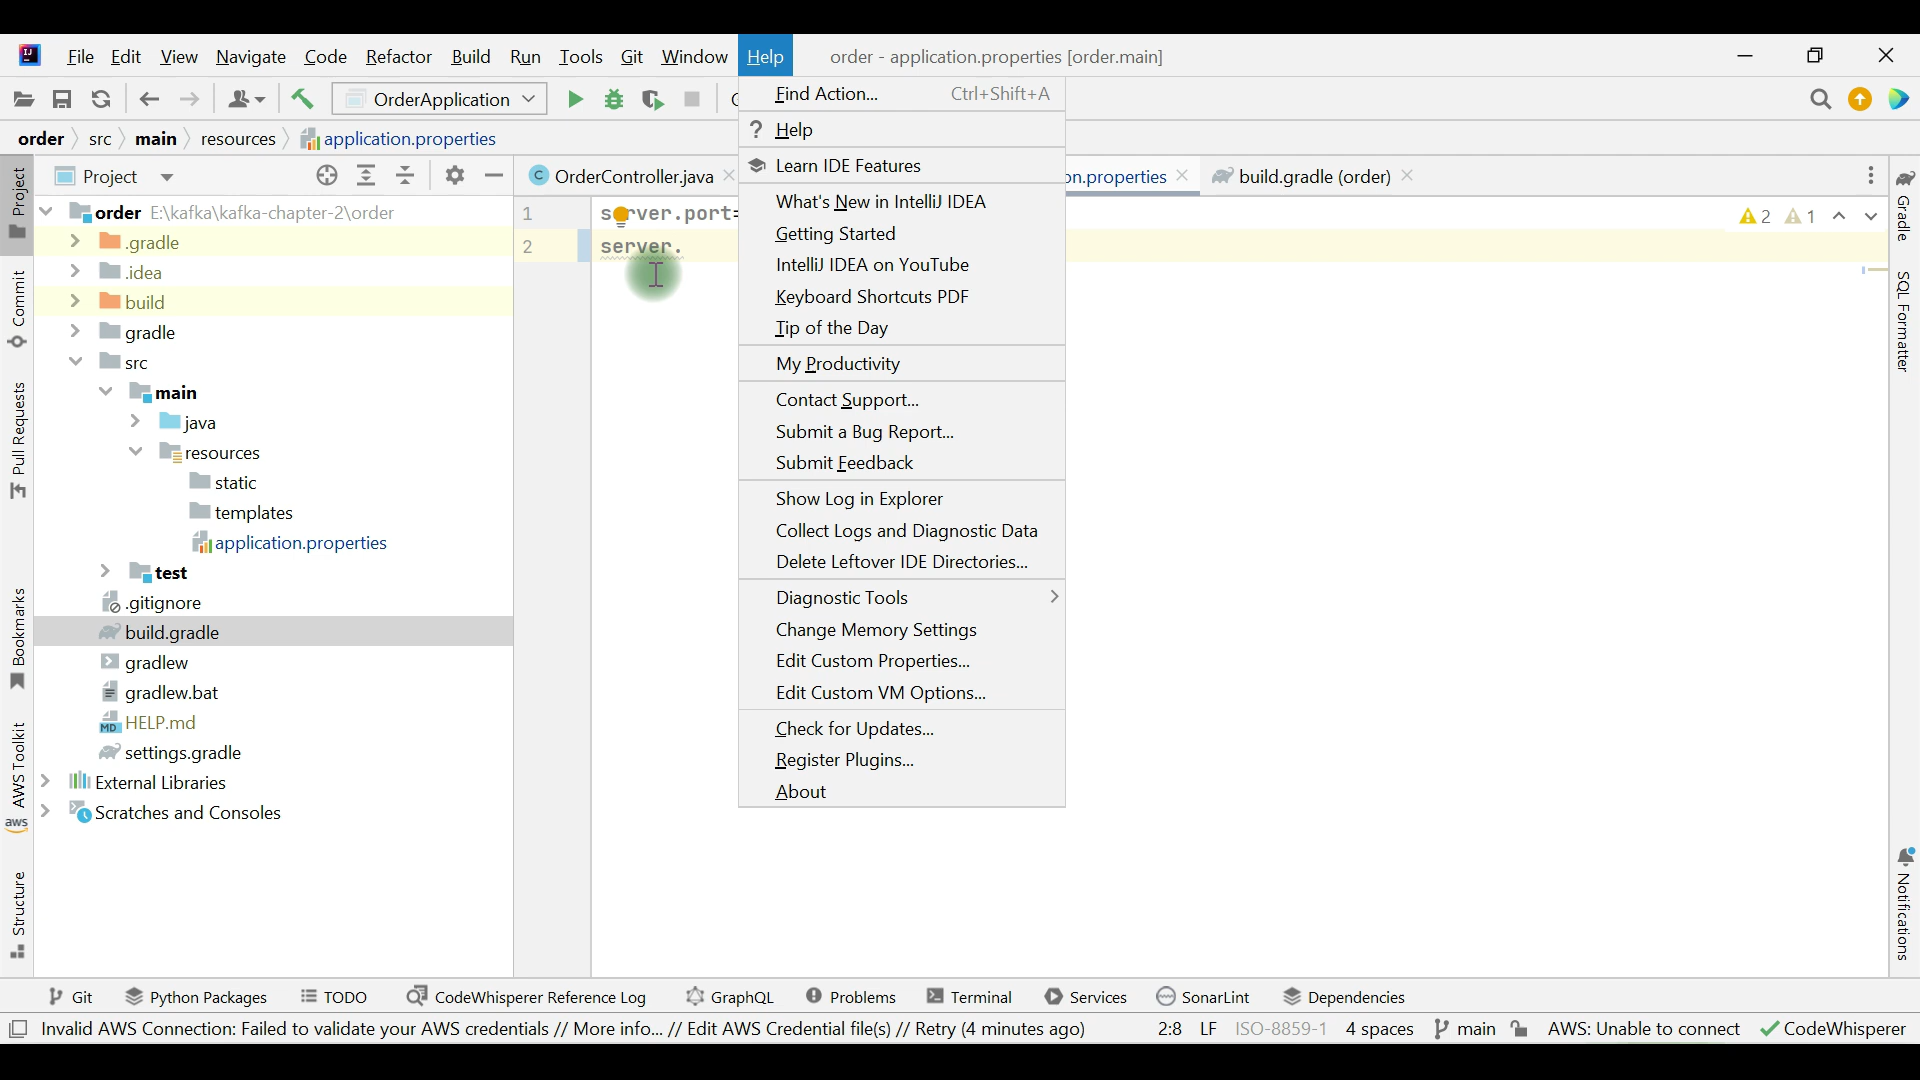 File Edit View Navigate Code Refactor Build Run Tools Git Window Help order - application.properties [order.main]
OrderApplication
order src main resources application.properties
Project
OrderController.java
on.properties
build.gradle (order)
order E:\kafka\kafka-chapter-2\order
.gradle
.idea
build
gradle
src
main
java
resources
static
templates
application.properties
test
.gitignore
build.gradle
gradlew
gradlew.bat
HELP.md
settings.gradle
External Libraries
Scratches and Consoles
1 server.port=
2 server.
2 1
Find Action... Ctrl+Shift+A
Help
Learn IDE Features
What's New in IntelliJ IDEA
Getting Started
IntelliJ IDEA on YouTube
Keyboard Shortcuts PDF
Tip of the Day
My Productivity
Contact Support...
Submit a Bug Report...
Submit Feedback
Show Log in Explorer
Collect Logs and Diagnostic Data
Delete Leftover IDE Directories...
Diagnostic Tools
Change Memory Settings
Edit Custom Properties...
Edit Custom VM Options...
Check for Updates...
Register Plugins...
About
Project
Commit
Pull Requests
Bookmarks
AWS Toolkit
aws
Structure
Gradle
SQL Formatter
Notifications
Git Python Packages TODO CodeWhisperer Reference Log GraphQL Problems Terminal Services SonarLint Dependencies
Invalid AWS Connection: Failed to validate your AWS credentials // More info... // Edit AWS Credential file(s) // Retry (4 minutes ago) 2:8 LF ISO-8859-1 4 spaces main AWS: Unable to connect CodeWhisperer